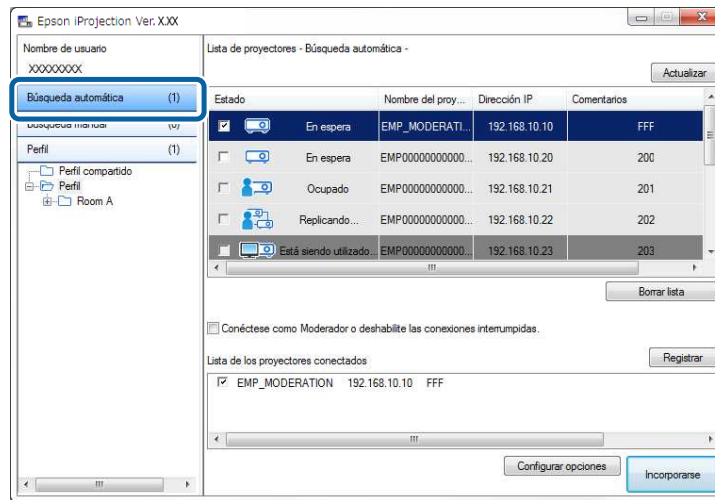 Epson iProjection Ver. X.XX
Nombre de usuario
XXXXXXXX
Búsqueda automática (1)
Búsqueda manual (0)
Perfil (1)
Perfil compartido
Perfil
Room A
Lista de proyectores - Búsqueda automática -
Actualizar
Estado Nombre del proy... Dirección IP Comentarios
En espera EMP_MODERATI... 192.168.10.10 FFF
En espera EMP00000000000... 192.168.10.20 200
Ocupado EMP00000000000... 192.168.10.21 201
Replicando... EMP00000000000... 192.168.10.22 202
Está siendo utilizado... EMP00000000000... 192.168.10.23 203
Borrar lista
Conéctese como Moderador o deshabilite las conexiones interrumpidas.
Lista de los proyectores conectados
Registrar
EMP_MODERATION 192.168.10.10 FFF
Configurar opciones
Incorporarse